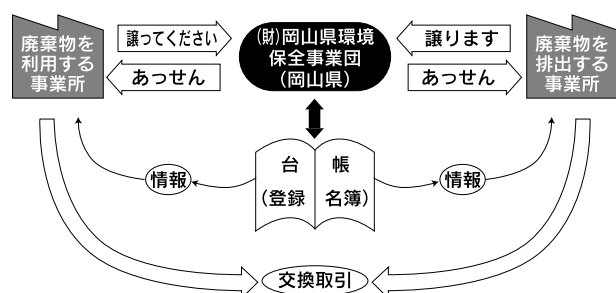 廃棄物を
利用する
事業所
譲ってください
あっせん
(財)岡山県環境
保全事業団
(岡山県)
譲ります
あっせん
廃棄物を
排出する
事業所
台 帳
(登録 名簿)
情報
情報
交換取引